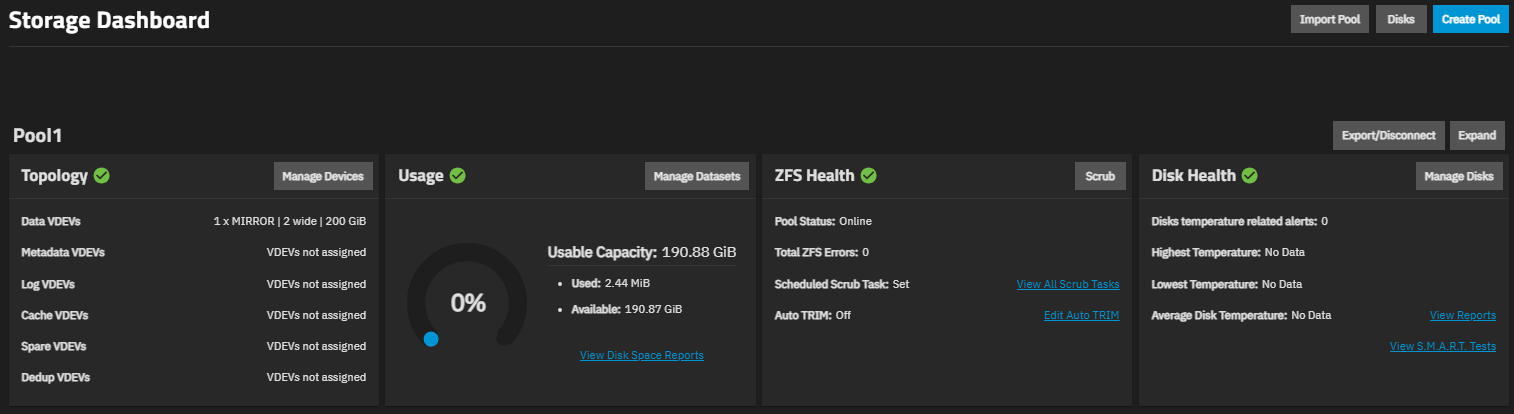 Storage Dashboard
Import Pool
Disks
Create Pool
Pool1
Export/Disconnect
Expand
Topology
Manage Devices
Data VDEVs 1 x MIRROR | 2 wide | 200 GiB
Metadata VDEVs VDEVs not assigned
Log VDEVs VDEVs not assigned
Cache VDEVs VDEVs not assigned
Spare VDEVs VDEVs not assigned
Dedup VDEVs VDEVs not assigned
Usage
Manage Datasets
0%
Usable Capacity: 190.88 GiB
• Used: 2.44 MiB
• Available: 190.87 GiB
View Disk Space Reports
ZFS Health
Scrub
Pool Status: Online
Total ZFS Errors: 0
Scheduled Scrub Task: Set View All Scrub Tasks
Auto TRIM: Off Edit Auto TRIM
Disk Health
Manage Disks
Disks temperature related alerts: 0
Highest Temperature: No Data
Lowest Temperature: No Data
Average Disk Temperature: No Data View Reports
View S.M.A.R.T. Tests